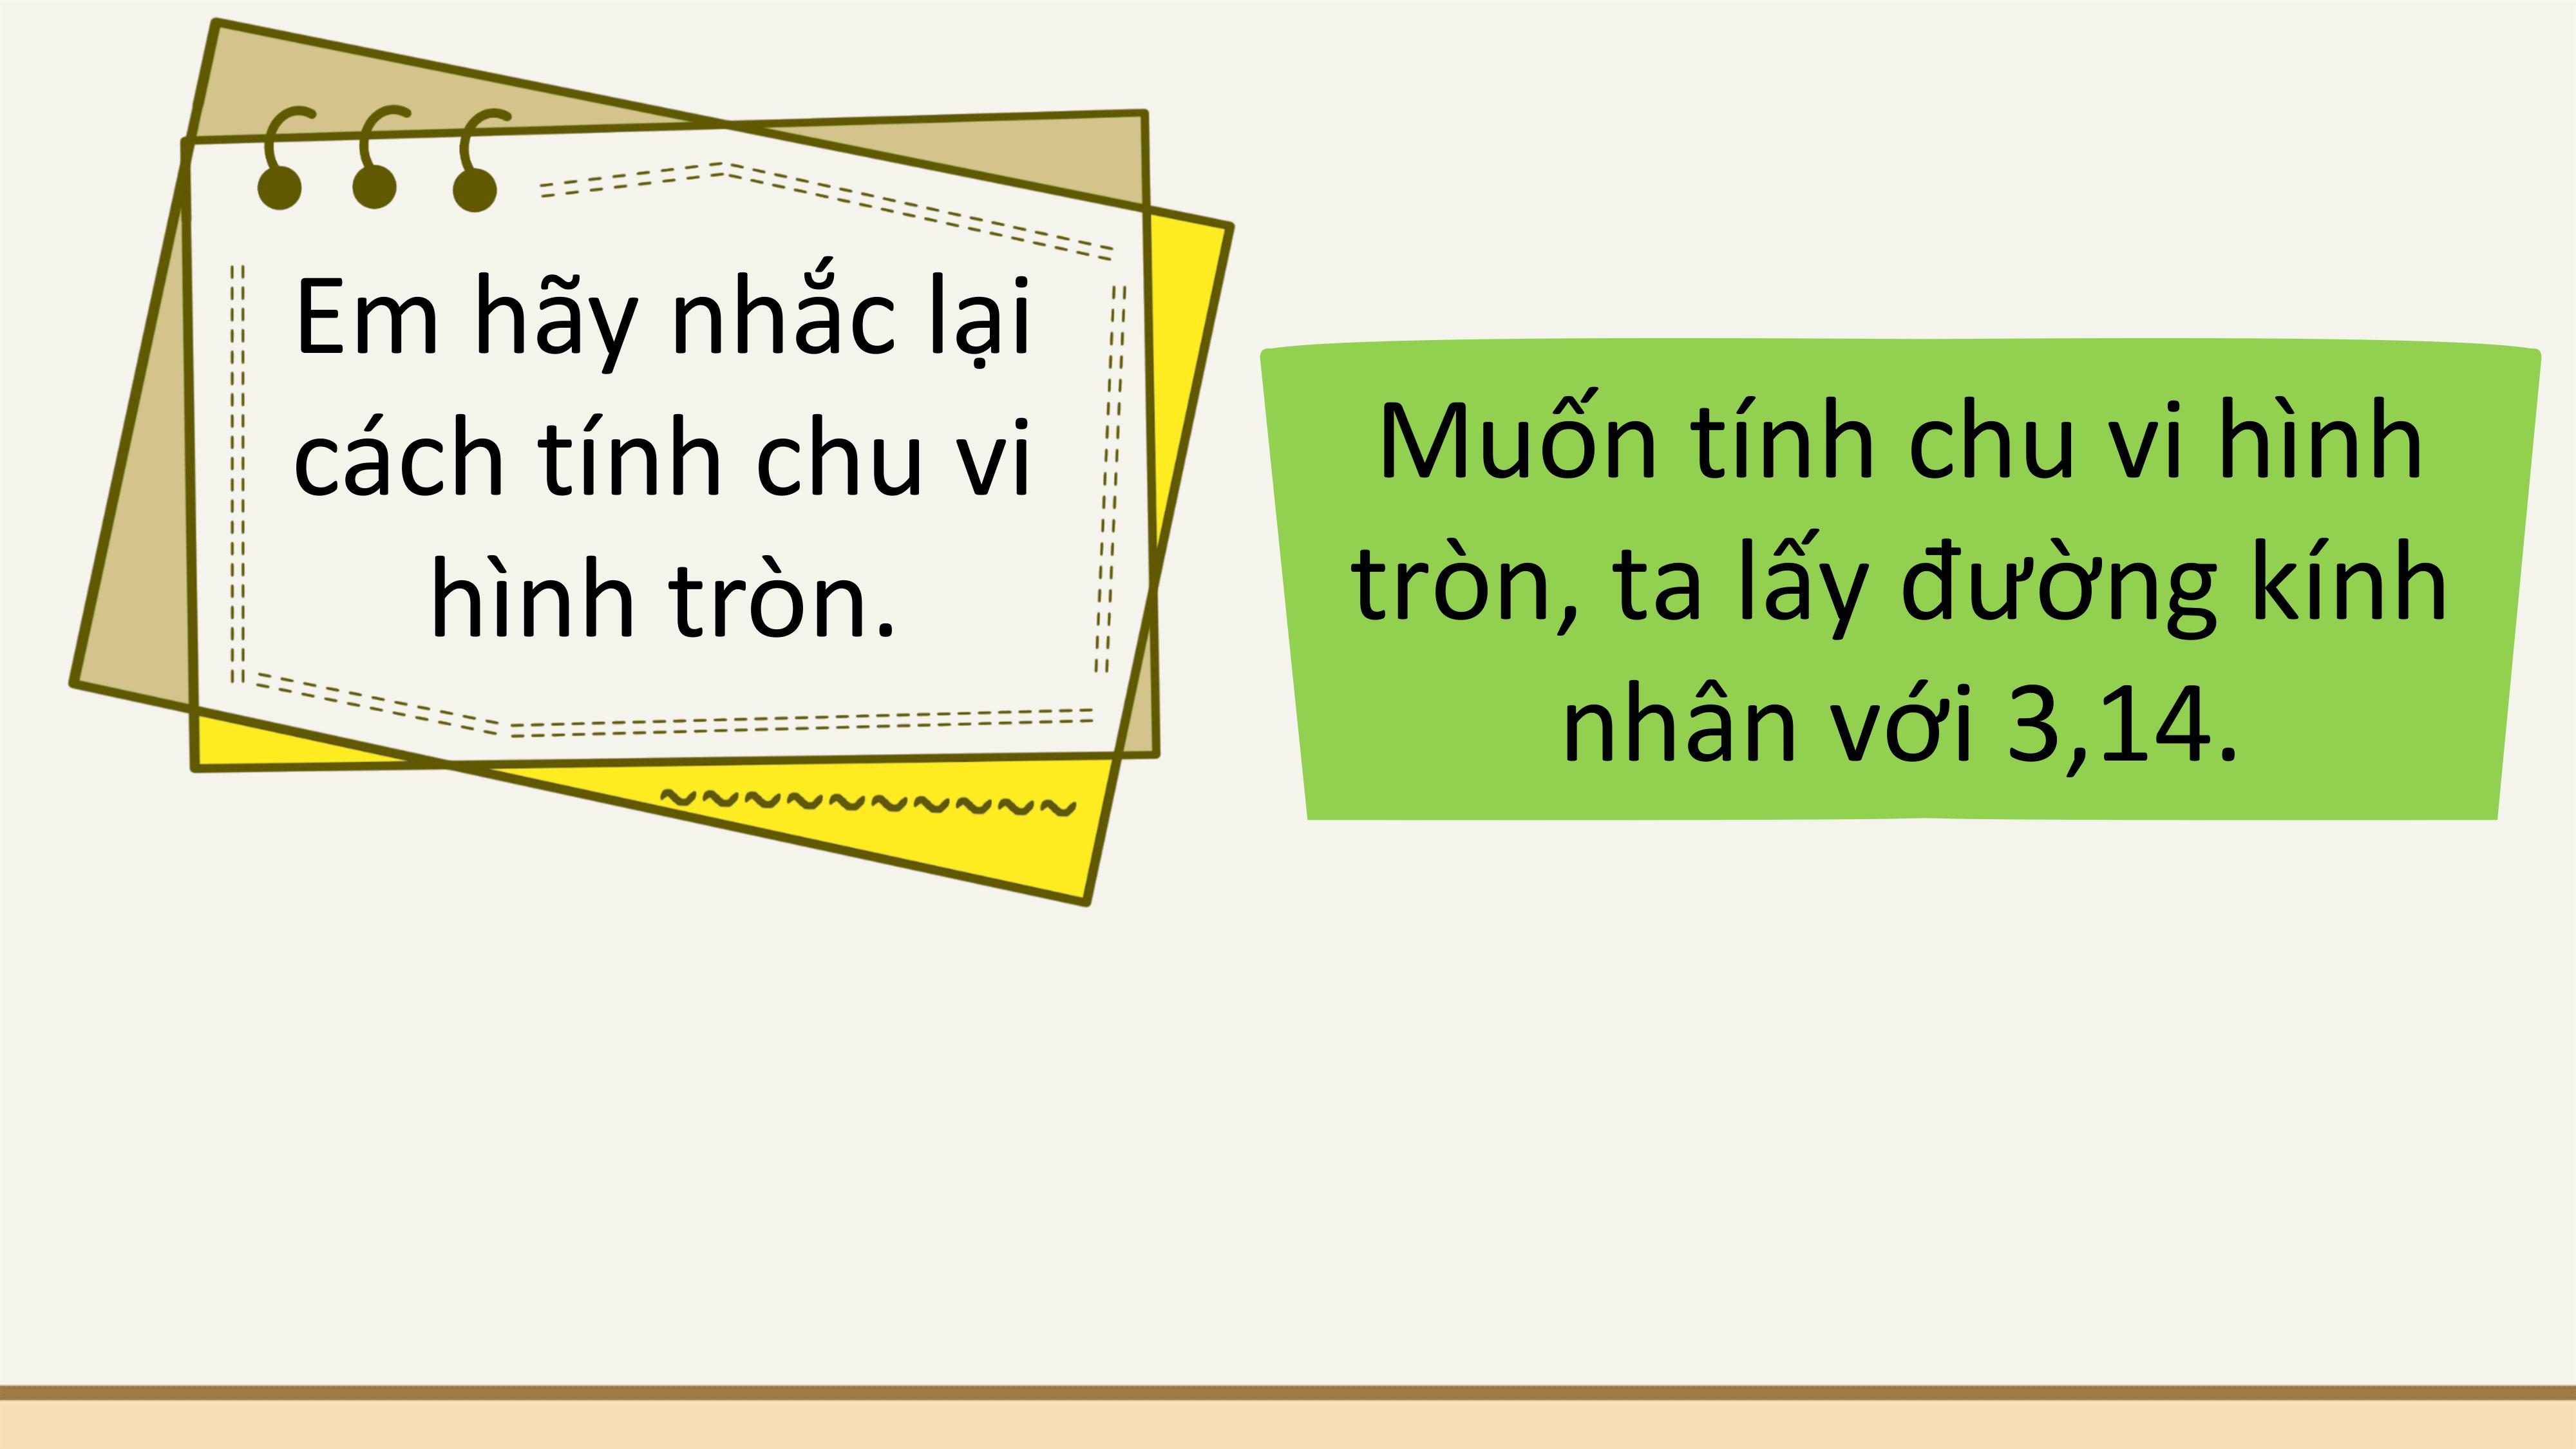 Em hãy nhắc lại
cách tính chu vi
hình tròn.
Muốn tính chu vi hình
tròn, ta lấy đường kính
nhân với 3,14.